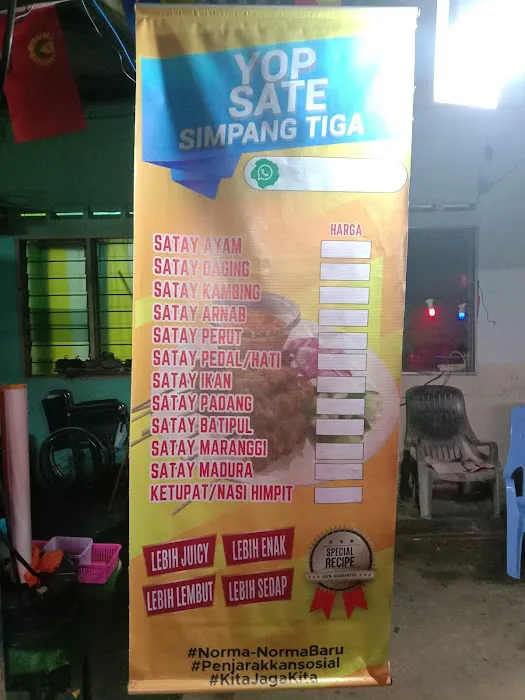 YOP
SATE
SIMPANG TIGA
HARGA
SATAY AYAM
SATAY DAGING
SATAY KAMBING
SATAY ARNAB
SATAY PERUT
SATAY PEDAL/HATI
SATAY IKAN
SATAY PADANG
SATAY BATIPUL
SATAY MARANGGI
SATAY MADURA
KETUPAT/NASI HIMPIT
LEBIH JUICY
LEBIH ENAK
LEBIH LEMBUT
LEBIH SEDAP
SPECIAL
RECIPE
100% GUARANTEE
#Norma-NormaBaru
#Penjarakkansosial
#KitaJagaKita